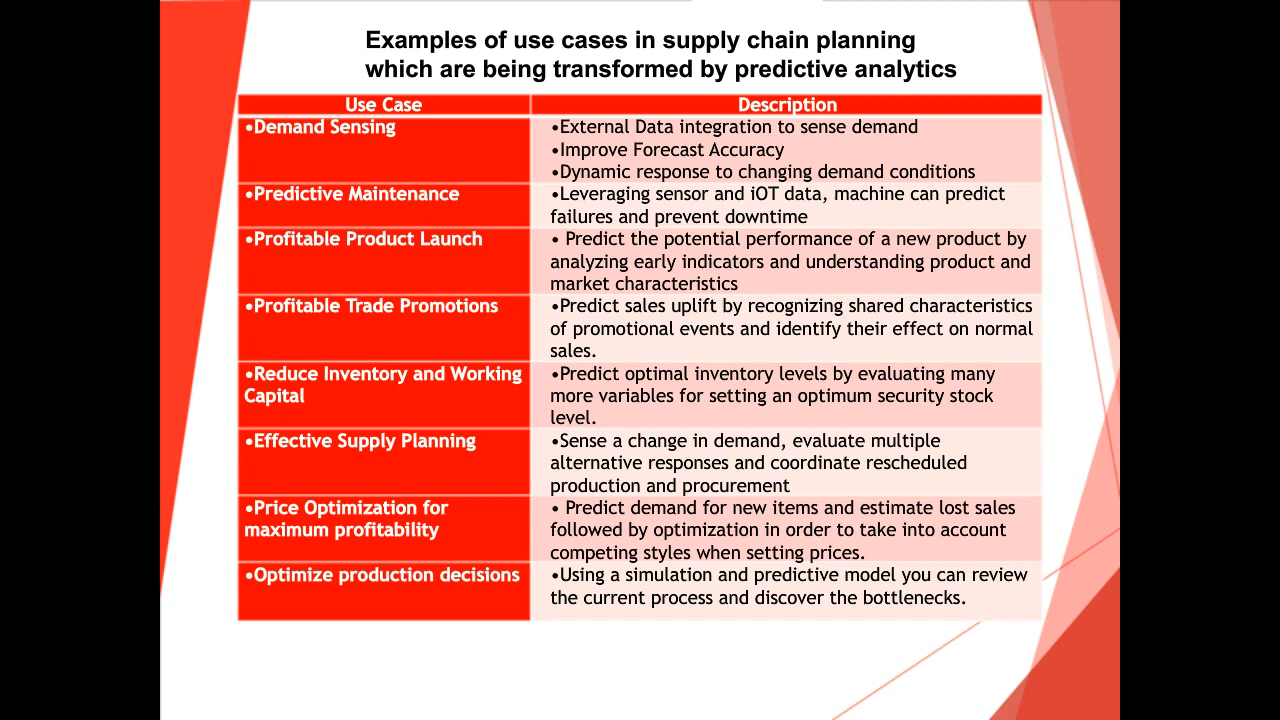 Examples of use cases in supply chain planning
which are being transformed by predictive analytics
Use Case
Description
•Demand Sensing
•External Data integration to sense demand
•Improve Forecast Accuracy
•Dynamic response to changing demand conditions
•Predictive Maintenance
•Leveraging sensor and iOT data, machine can predict
failures and prevent downtime
•Profitable Product Launch
• Predict the potential performance of a new product by
analyzing early indicators and understanding product and
market characteristics
•Profitable Trade Promotions
•Predict sales uplift by recognizing shared characteristics
of promotional events and identify their effect on normal
sales.
•Reduce Inventory and Working
Capital
•Predict optimal inventory levels by evaluating many
more variables for setting an optimum security stock
level.
•Effective Supply Planning
•Sense a change in demand, evaluate multiple
alternative responses and coordinate rescheduled
production and procurement
•Price Optimization for
maximum profitability
• Predict demand for new items and estimate lost sales
followed by optimization in order to take into account
competing styles when setting prices.
•Optimize production decisions
•Using a simulation and predictive model you can review
the current process and discover the bottlenecks.